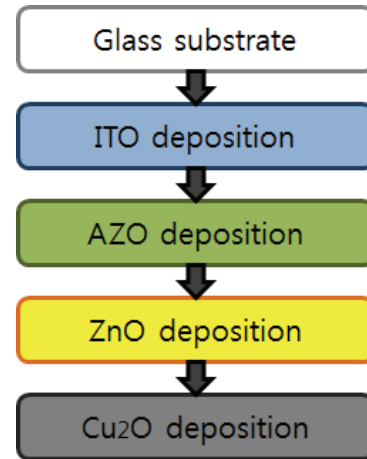 Glass substrate
ITO deposition
AZO deposition
ZnO deposition
Cu2O deposition